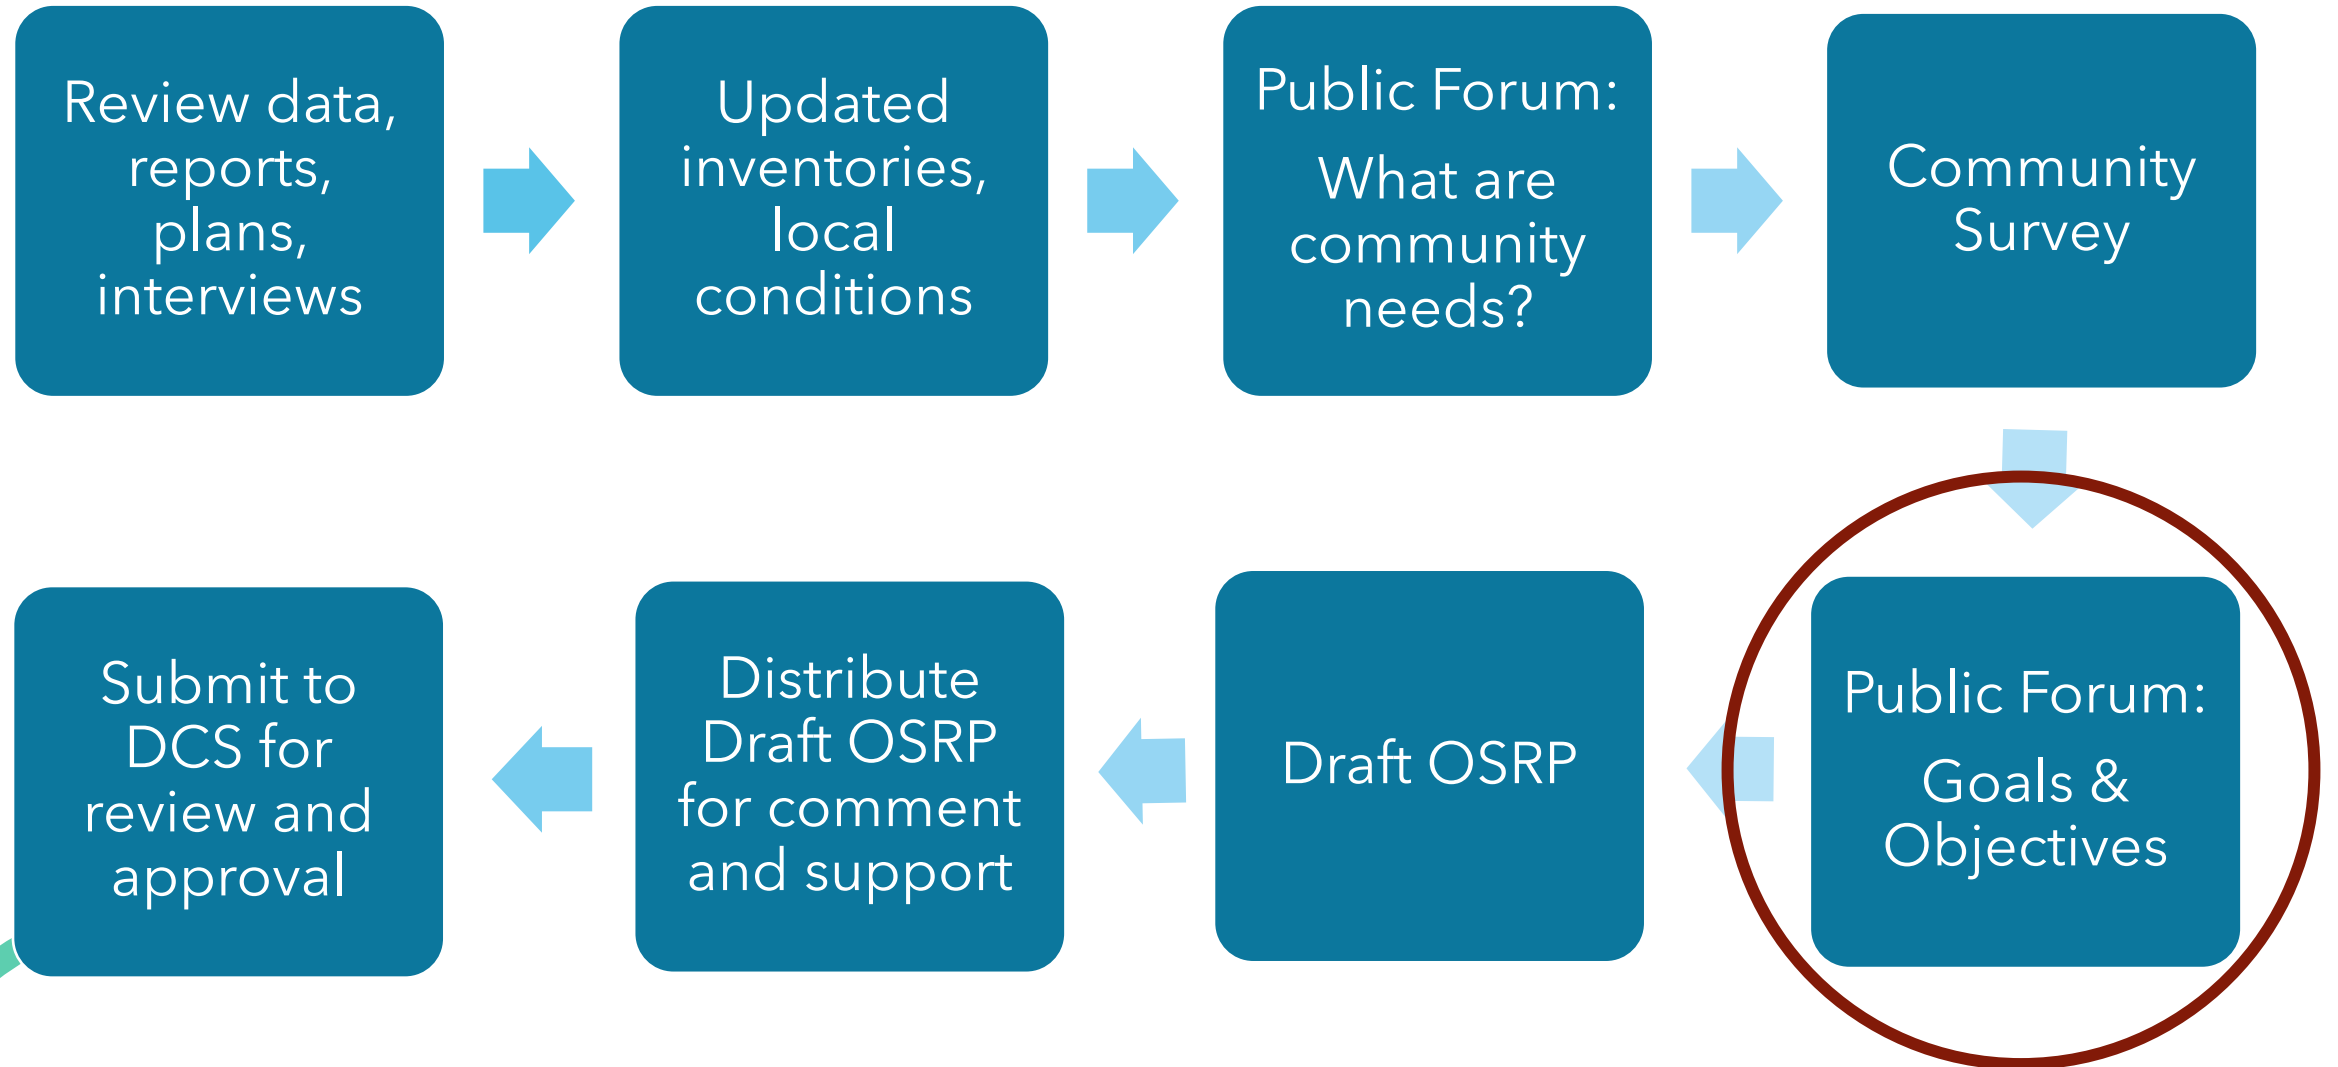 Review data,
reports,
plans,
interviews
Updated
inventories,
local
conditions
Public Forum:
What are
community
needs?
Community
Survey
Public Forum:
Goals &
Objectives
Draft OSRP
Distribute
Draft OSRP
for comment
and support
Submit to
DCS for
review and
approval